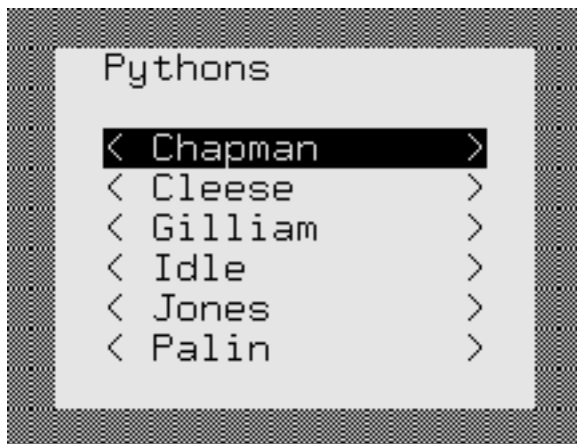 Pythons
< Chapman >
< Cleese >
< Gilliam >
< Idle >
< Jones >
< Palin >